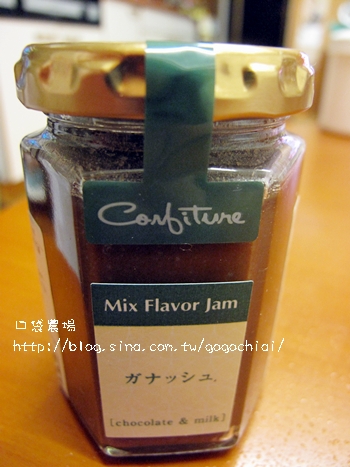 Confiture
Mix Flavor Jam
口袋農場
http://blog.sina.com.tw/gogochiai/
ガナッシュ.
[chocolate & milk]